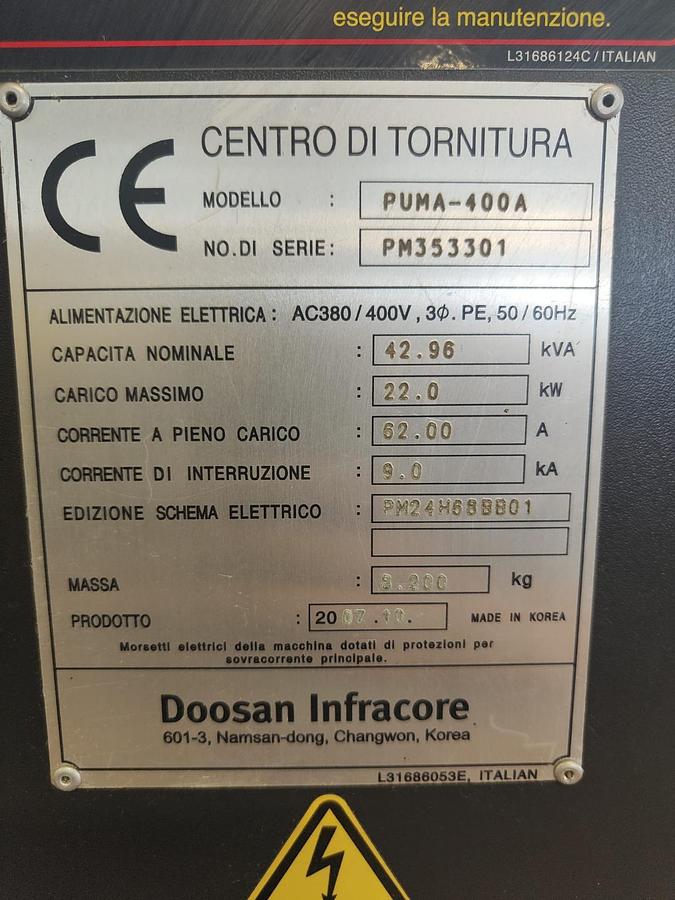 eseguire la manutenzione.
L31686124C / ITALIAN
CE
CENTRO DI TORNITURA
MODELLO : PUMA-400A
NO.DI SERIE: PM353301
ALIMENTAZIONE ELETTRICA : AC380 / 400V , 3Φ. PE, 50 / 60Hz
CAPACITA NOMINALE : 42.96 kVA
CARICO MASSIMO : 22.0 kW
CORRENTE A PIENO CARICO : 62.00 A
CORRENTE DI INTERRUZIONE : 9.0 kA
EDIZIONE SCHEMA ELETTRICO : PM24H68BB01
MASSA : kg
PRODOTTO : 2007.10. MADE IN KOREA
Morsetti elettrici della macchina dotati di protezioni per
sovracorrente principale.
Doosan Infracore
601-3, Namsan-dong, Changwon, Korea
L31686053E, ITALIAN